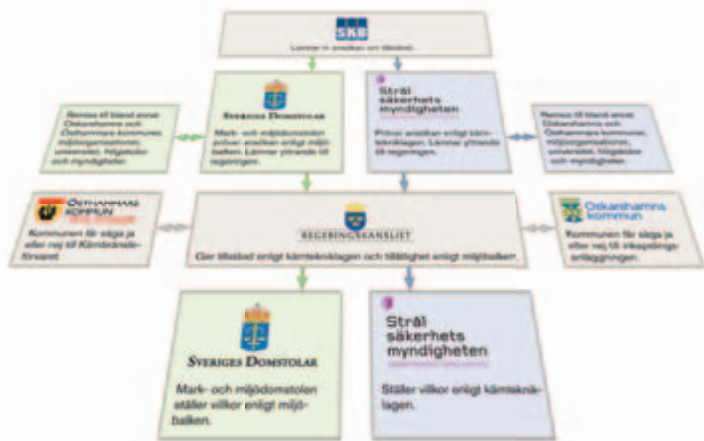 SKB
Lämnar in ansökan om tillstånd...
SVERIGES DOMSTOLAR
Mark- och miljödomstolen
prövar ansökan enligt miljö-
balken. Lämnar yttrande till
regeringen.
Strål
säkerhets
myndigheten
Prövar ansökan enligt kärn-
tekniklagen. Lämnar yttrande
till regeringen.
Remiss till bland annat
Oskarshamns och
Östhammars kommuner,
miljöorganisationer,
universitet, högskolor
och myndigheter.
Remiss till bland annat
Oskarshamns och
Östhammars kommuner,
miljöorganisationer,
universitet, högskolor
och myndigheter.
ÖSTHAMMARS
KOMMUN
Kommunen får säga ja
eller nej till Kärnbränsle-
förvaret.
REGERINGSKANSLIET
Ger tillstånd enligt kärntekniklagen och tillåtlighet enligt miljöbalken.
Oskarshamns
kommun
Kommunen får säga ja
eller nej till inkapslings-
anläggningen.
SVERIGES DOMSTOLAR
Mark- och miljödomstolen
ställer villkor enligt miljö-
balken.
Strål
säkerhets
myndigheten
Ställer villkor enligt kärnteknik-
lagen.